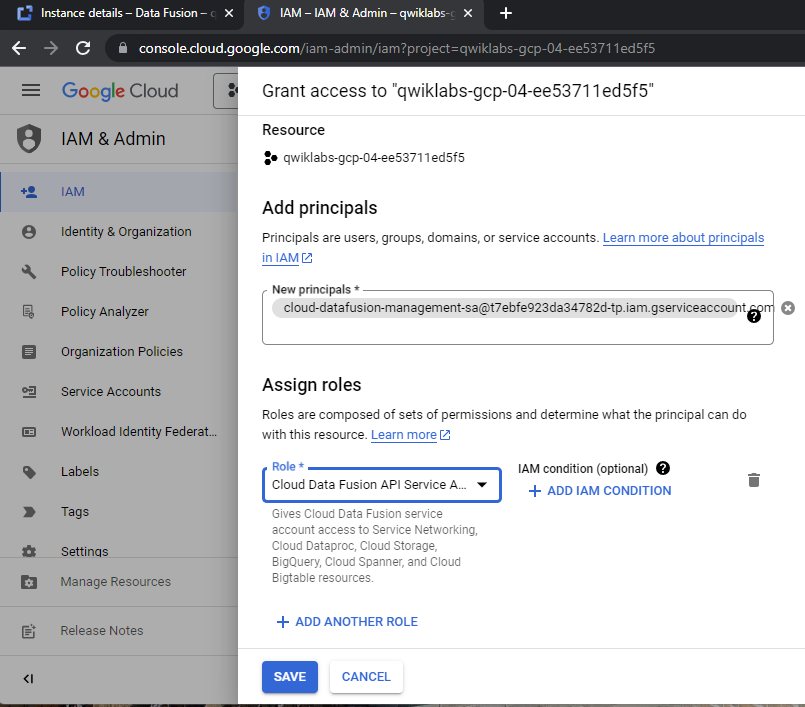 Instance details – Data Fusion –
IAM – IAM & Admin – qwiklabs-g
console.cloud.google.com/iam-admin/iam?project=qwiklabs-gcp-04-ee53711ed5f5
Google Cloud
IAM & Admin
IAM
Identity & Organization
Policy Troubleshooter
Policy Analyzer
Organization Policies
Service Accounts
Workload Identity Federat...
Labels
Tags
Settings
Manage Resources
Release Notes
Grant access to "qwiklabs-gcp-04-ee53711ed5f5"
Resource
qwiklabs-gcp-04-ee53711ed5f5
Add principals
Principals are users, groups, domains, or service accounts. Learn more about principals
in IAM
New principals *
cloud-datafusion-management-sa@t7ebfe923da34782d-tp.iam.gserviceaccount.com
Assign roles
Roles are composed of sets of permissions and determine what the principal can do
with this resource. Learn more
Role *
Cloud Data Fusion API Service A...
IAM condition (optional)
ADD IAM CONDITION
Gives Cloud Data Fusion service
account access to Service Networking,
Cloud Dataproc, Cloud Storage,
BigQuery, Cloud Spanner, and Cloud
Bigtable resources.
ADD ANOTHER ROLE
SAVE
CANCEL